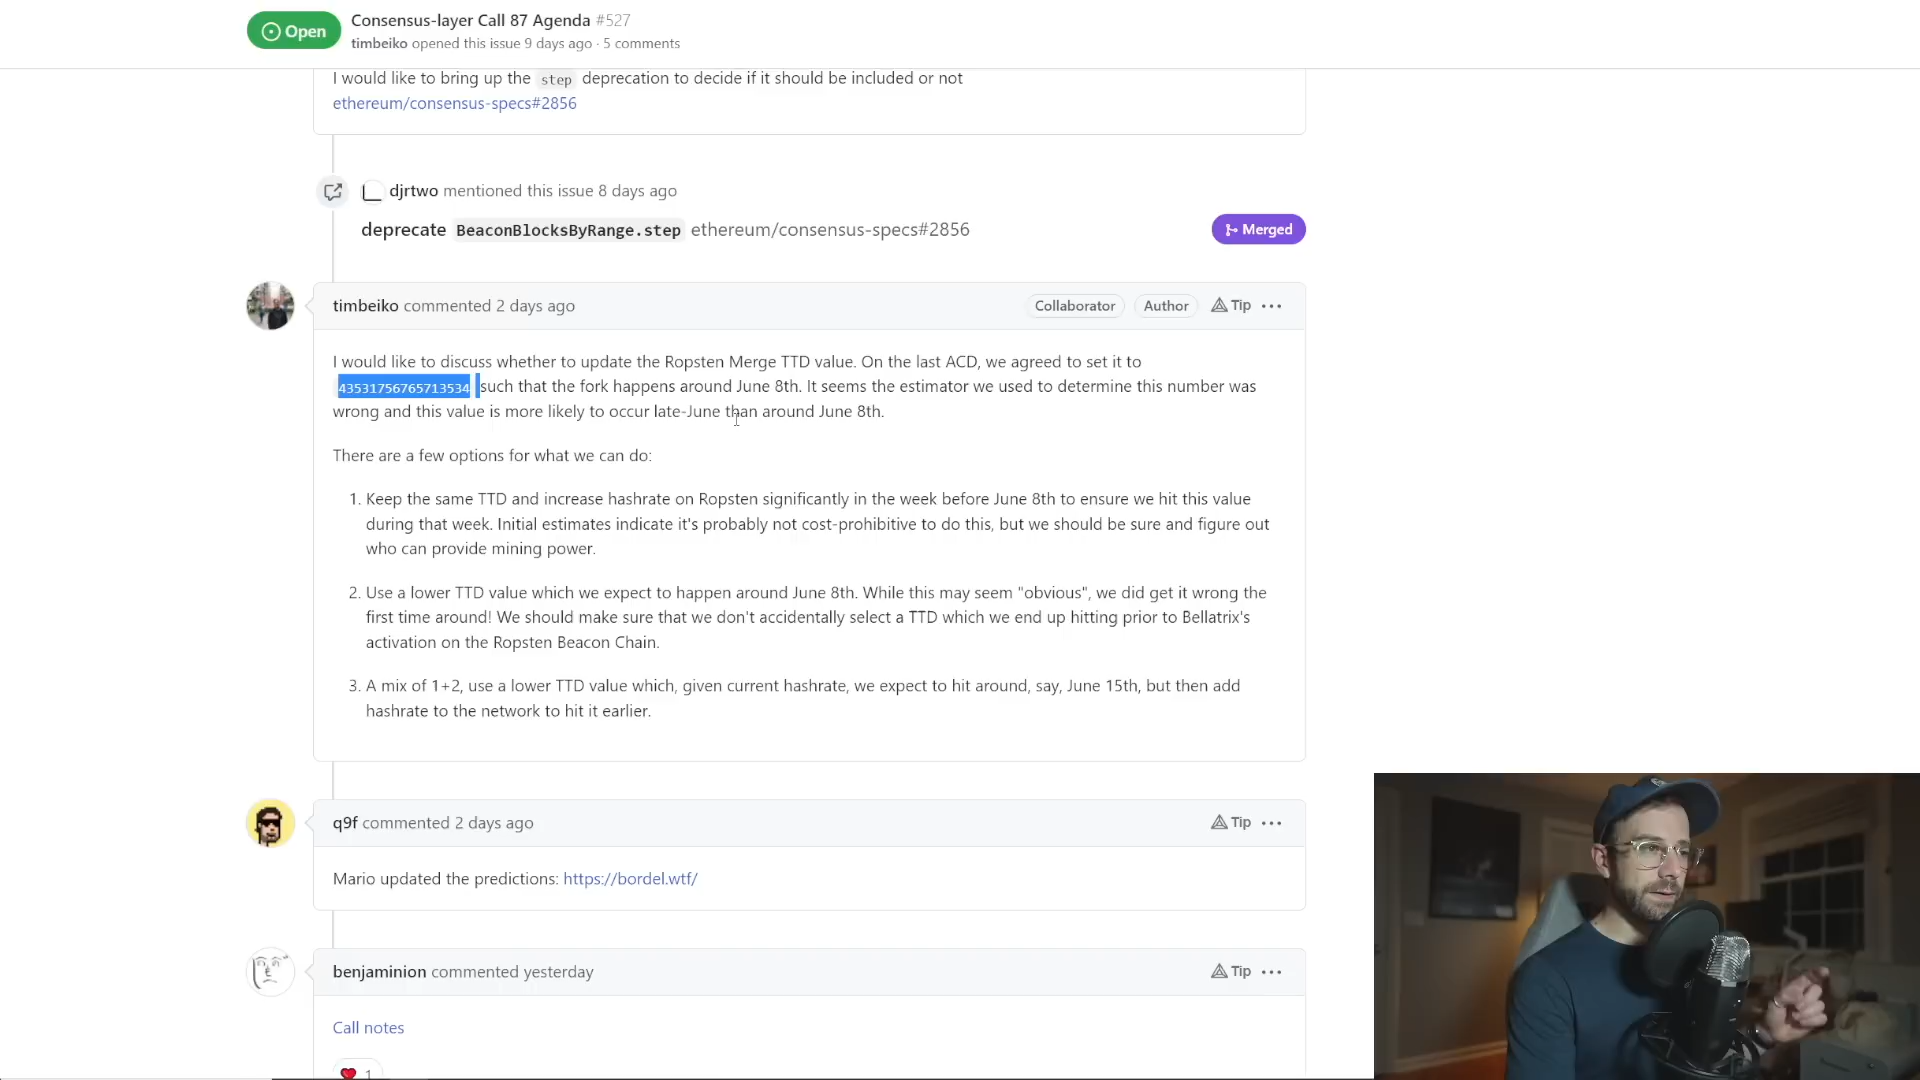 Open
Consensus-layer Call 87 Agenda #527
timbeiko opened this issue 9 days ago · 5 comments
I would like to bring up the step deprecation to decide if it should be included or not
ethereum/consensus-specs#2856
djrtwo mentioned this issue 8 days ago
deprecate BeaconBlocksByRange.step ethereum/consensus-specs#2856
Merged
timbeiko commented 2 days ago
Collaborator Author Tip ...
I would like to discuss whether to update the Ropsten Merge TTD value. On the last ACD, we agreed to set it to
43531756765713534 such that the fork happens around June 8th. It seems the estimator we used to determine this number was
wrong and this value is more likely to occur late-June than around June 8th.
There are a few options for what we can do:
1. Keep the same TTD and increase hashrate on Ropsten significantly in the week before June 8th to ensure we hit this value
during that week. Initial estimates indicate it's probably not cost-prohibitive to do this, but we should be sure and figure out
who can provide mining power.
2. Use a lower TTD value which we expect to happen around June 8th. While this may seem "obvious", we did get it wrong the
first time around! We should make sure that we don't accidentally select a TTD which we end up hitting prior to Bellatrix's
activation on the Ropsten Beacon Chain.
3. A mix of 1+2, use a lower TTD value which, given current hashrate, we expect to hit around, say, June 15th, but then add
hashrate to the network to hit it earlier.
q9f commented 2 days ago
Tip ...
Mario updated the predictions: https://bordel.wtf/
benjaminion commented yesterday
Tip ...
Call notes
1